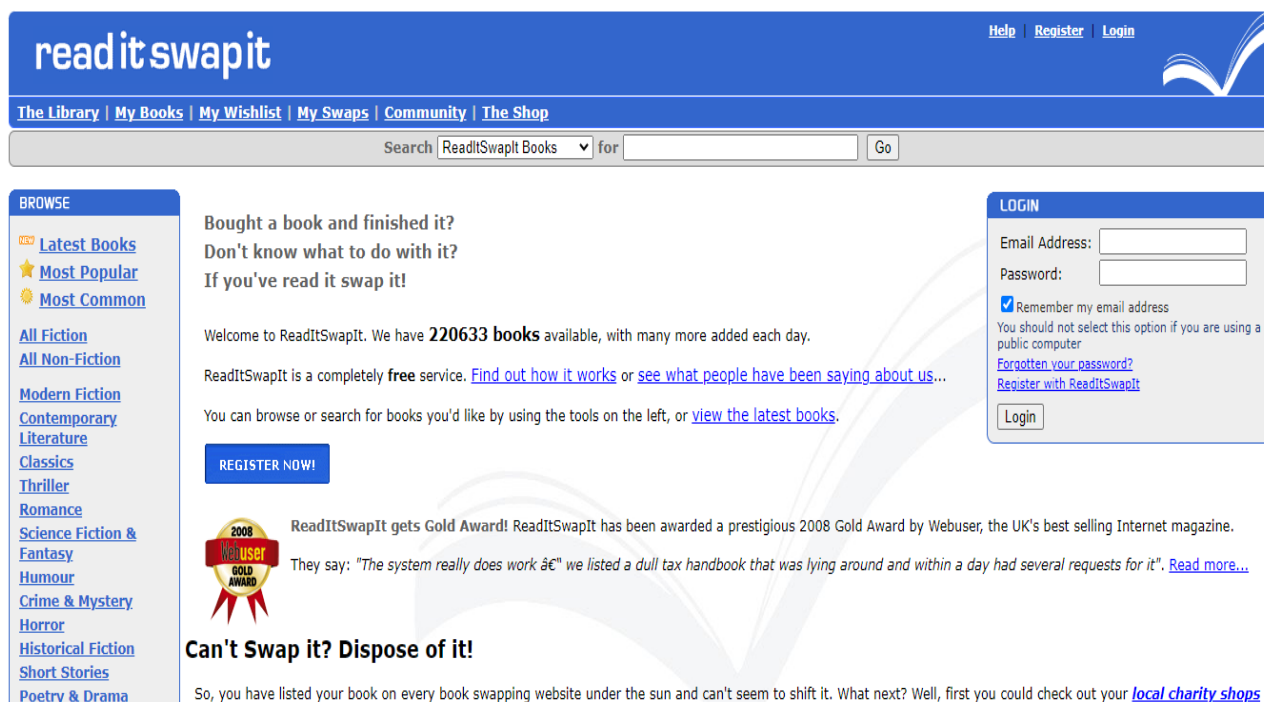 readitswapit
Help | Register | Login
The Library | My Books | My Wishlist | My Swaps | Community | The Shop
Search ReadItSwapIt Books for Go
BROWSE
NEW Latest Books
Most Popular
Most Common
All Fiction
All Non-Fiction
Modern Fiction
Contemporary
Literature
Classics
Thriller
Romance
Science Fiction &
Fantasy
Humour
Crime & Mystery
Horror
Historical Fiction
Short Stories
Poetry & Drama
Bought a book and finished it?
Don't know what to do with it?
If you've read it swap it!
Welcome to ReadItSwapIt. We have 220633 books available, with many more added each day.
ReadItSwapIt is a completely free service. Find out how it works or see what people have been saying about us...
You can browse or search for books you'd like by using the tools on the left, or view the latest books.
REGISTER NOW!
2008
Webuser
GOLD
AWARD
ReadItSwapIt gets Gold Award! ReadItSwapIt has been awarded a prestigious 2008 Gold Award by Webuser, the UK's best selling Internet magazine.
They say: "The system really does work â€" we listed a dull tax handbook that was lying around and within a day had several requests for it". Read more...
Can't Swap it? Dispose of it!
So, you have listed your book on every book swapping website under the sun and can't seem to shift it. What next? Well, first you could check out your local charity shops
LOGIN
Email Address:
Password:
Remember my email address
You should not select this option if you are using a
public computer
Forgotten your password?
Register with ReadItSwapIt
Login